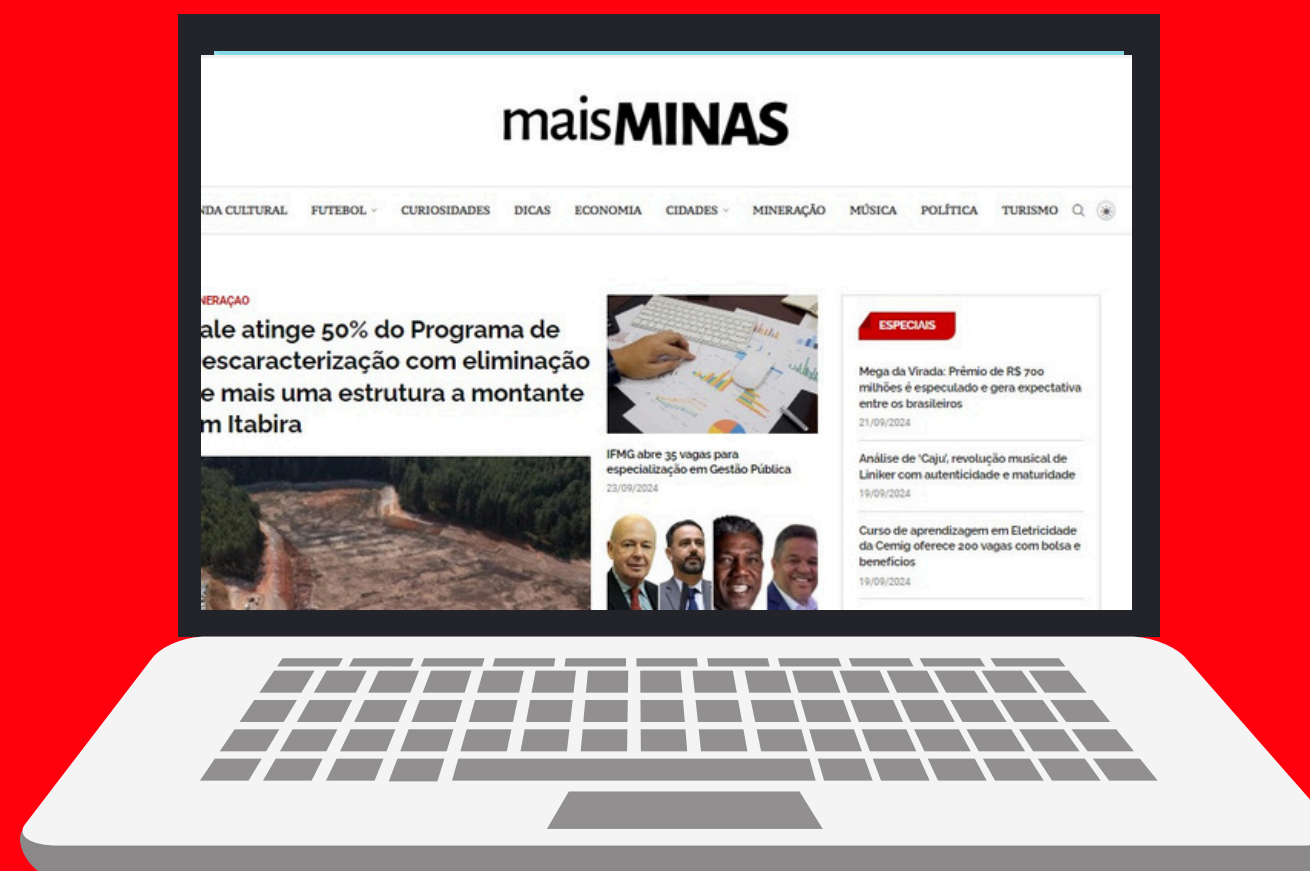 maisMINAS
NDA CULTURAL FUTEBOL CURIOSIDADES DICAS ECONOMIA CIDADES MINERAÇÃO MÚSICA POLÍTICA TURISMO
NERAÇAO
ale atinge 50% do Programa de
escaracterização com eliminação
e mais uma estrutura a montante
m Itabira
IFMG abre 35 vagas para
especialização em Gestão Pública
23/09/2024
ESPECIAIS
Mega da Virada: Prêmio de R$ 700
milhões é especulado e gera expectativa
entre os brasileiros
21/09/2024
Análise de ‘Caju’, revolução musical de
Liniker com autenticidade e maturidade
19/09/2024
Curso de aprendizagem em Eletricidade
da Cemig oferece 200 vagas com bolsa e
benefícios
19/09/2024